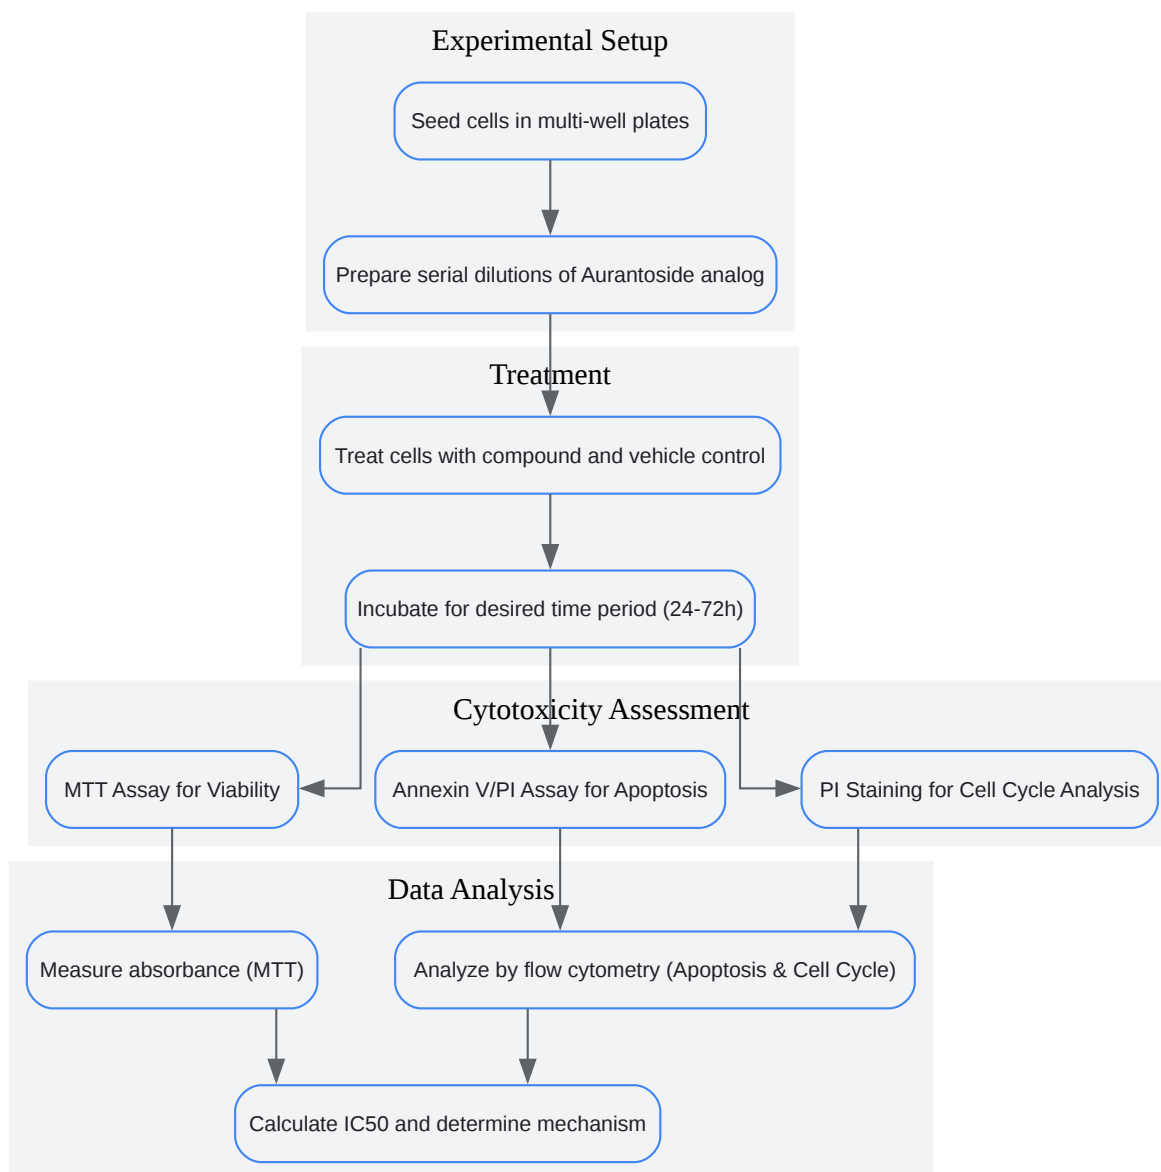 Experimental Setup
Seed cells in multi-well plates
Prepare serial dilutions of Aurantoside analog
Treatment
Treat cells with compound and vehicle control
Incubate for desired time period (24-72h)
Cytotoxicity Assessment
MTT Assay for Viability
Annexin V/PI Assay for Apoptosis
PI Staining for Cell Cycle Analysis
Data Analysis
Measure absorbance (MTT)
Analyze by flow cytometry (Apoptosis & Cell Cycle)
Calculate IC50 and determine mechanism